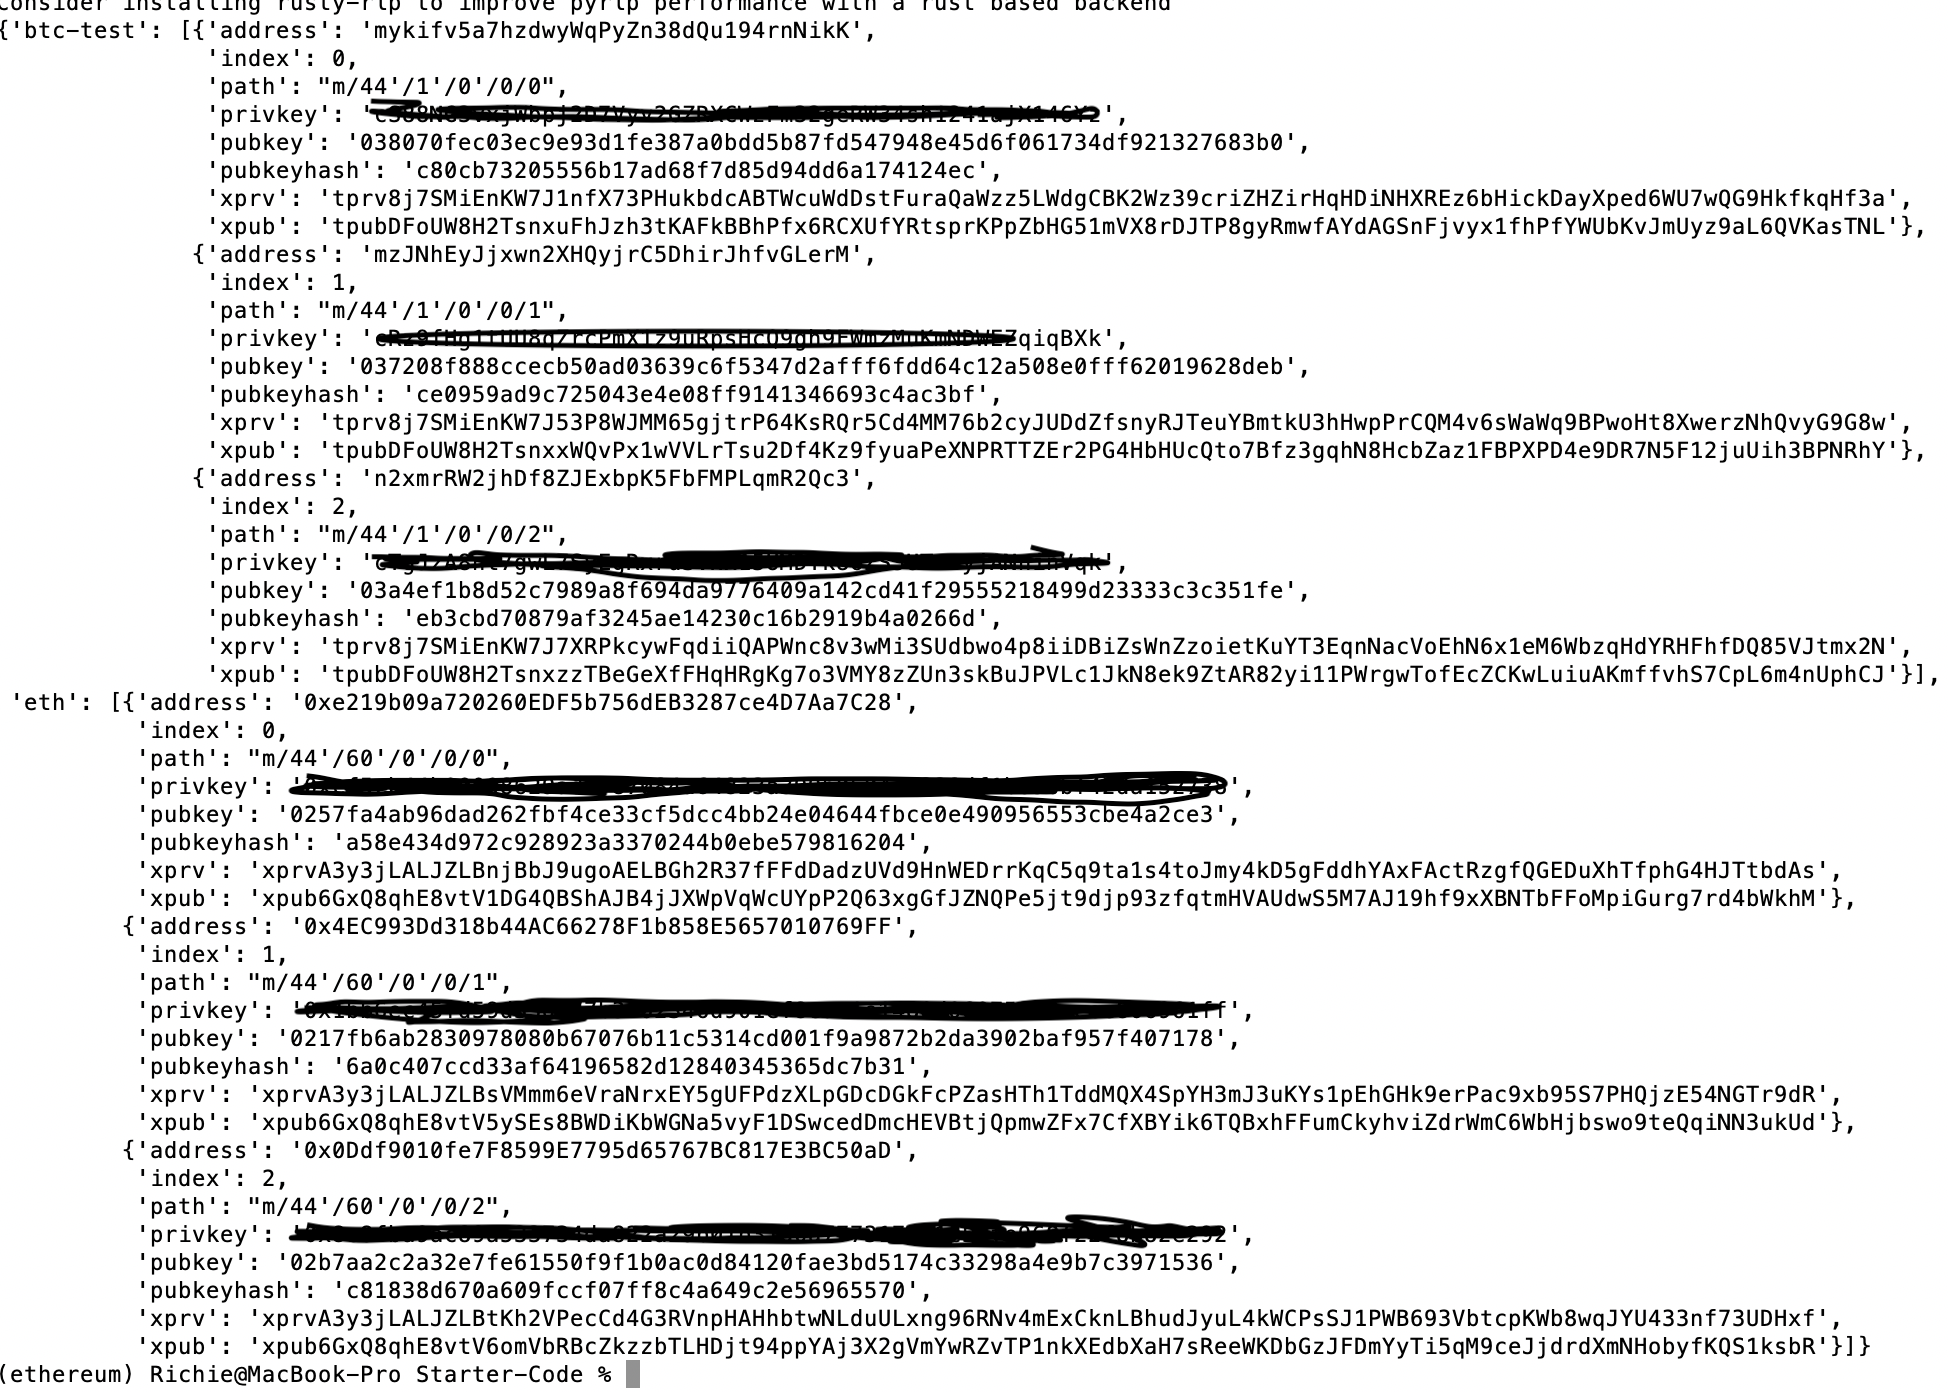 Consider installing rusty-rlp to improve pyrlp performance with a rust based backend
{'btc-test': [{'address': 'mykifv5a7hzdwyWqPyZn38dQu194rnNikK',
'index': 0,
'path': "m/44'/1'/0'/0/0",
'privkey': '
'pubkey': '038070fec03ec9e93d1fe387a0bdd5b87fd547948e45d6f061734df921327683b0',
'pubkeyhash': 'c80cb73205556b17ad68f7d85d94dd6a174124ec',
'xprv': 'tprv8j7SMiEnKW7J1nfX73PHukbdcABTWcuWdDstFuraQaWzz5LWdgCBK2Wz39criZHZirHqHDiNHXREz6bHickDayXped6WU7wQG9HkfkqHf3a',
'xpub': 'tpubDFoUW8H2TsnxuFhJzh3tKAFkBBhPfx6RCXUfYRtsprKPpZbHG51mVX8rDJTP8gyRmwfAYdAGSnFjvyx1fhPfYWUbKvJmUyz9aL6QVKasTNL'},
{'address': 'mzJNhEyJjxwn2XHQyjrC5DhirJhfvGLerM',
'index': 1,
'path': "m/44'/1'/0'/0/1",
'privkey': '
'pubkey': '037208f888ccecb50ad03639c6f5347d2afff6fdd64c12a508e0fff62019628deb',
'pubkeyhash': 'ce0959ad9c725043e4e08ff9141346693c4ac3bf',
'xprv': 'tprv8j7SMiEnKW7J53P8WJMM65gjtrP64KsRQr5Cd4MM76b2cyJUDdZfsnyRJTeuYBmtkU3hHwpPrCQM4v6sWaWq9BPwoHt8XwerzNhQvyG9G8w',
'xpub': 'tpubDFoUW8H2TsnxxWQvPx1wVVLrTsu2Df4Kz9fyuaPeXNPRTTZEr2PG4HbHUcQto7Bfz3gqhN8HcbZaz1FBPXPD4e9DR7N5F12juUih3BPNRhY'},
{'address': 'n2xmrRW2jhDf8ZJExbpK5FbFMPLqmR2Qc3',
'index': 2,
'path': "m/44'/1'/0'/0/2",
'privkey': '
'pubkey': '03a4ef1b8d52c7989a8f694da9776409a142cd41f29555218499d23333c3c351fe',
'pubkeyhash': 'eb3cbd70879af3245ae14230c16b2919b4a0266d',
'xprv': 'tprv8j7SMiEnKW7J7XRPkcywFqdiiQAPWnc8v3wMi3SUdbwo4p8iiDBiZsWnZzoietKuYT3EqnNacVoEhN6x1eM6WbzqHdYRHFhfDQ85VJtmx2N',
'xpub': 'tpubDFoUW8H2TsnxzzTBeGeXfFHqHRgKg7o3VMY8zZUn3skBuJPVLc1JkN8ek9ZtAR82yi11PWrgwTofEcZCKwLuiuAKmffvhS7CpL6m4nUphCJ'}],
'eth': [{'address': '0xe219b09a720260EDF5b756dEB3287ce4D7Aa7C28',
'index': 0,
'path': "m/44'/60'/0'/0/0",
'privkey':
'pubkey': '0257fa4ab96dad262fbf4ce33cf5dcc4bb24e04644fbce0e490956553cbe4a2ce3',
'pubkeyhash': 'a58e434d972c928923a3370244b0ebe579816204',
'xprv': 'xprvA3y3jLALJZLBnjBbJ9ugoAELBGh2R37fFFdDadzUVd9HnWEDrrKqC5q9ta1s4toJmy4kD5gFddhYAxFActRzgfQGEDuXhTfphG4HJTtbdAs',
'xpub': 'xpub6GxQ8qhE8vtV1DG4QBShAJB4jJXWpVqWcUYpP2Q63xgGfJZNQPe5jt9djp93zfqtmHVAUdwS5M7AJ19hf9xXBNTbFFoMpiGurg7rd4bWkhM'},
{'address': '0x4EC993Dd318b44AC66278F1b858E5657010769FF',
'index': 1,
'path': "m/44'/60'/0'/0/1",
'privkey':
'pubkey': '0217fb6ab2830978080b67076b11c5314cd001f9a9872b2da3902baf957f407178',
'pubkeyhash': '6a0c407ccd33af64196582d12840345365dc7b31',
'xprv': 'xprvA3y3jLALJZLBsVMmm6eVraNrxEY5gUFPdzXLpGDcDGkFcPZasHTh1TddMQX4SpYH3mJ3uKYs1pEhGHk9erPac9xb95S7PHQjzE54NGTr9dR',
'xpub': 'xpub6GxQ8qhE8vtV5ySEs8BWDiKbWGNa5vyF1DSwcedDmcHEVBtjQpmwZFx7CfXBYik6TQBxhFFumCkyhviZdrWmC6WbHjbswo9teQqiNN3ukUd'},
{'address': '0x0Ddf9010fe7F8599E7795d65767BC817E3BC50aD',
'index': 2,
'path': "m/44'/60'/0'/0/2",
'privkey':
'pubkey': '02b7aa2c2a32e7fe61550f9f1b0ac0d84120fae3bd5174c33298a4e9b7c3971536',
'pubkeyhash': 'c81838d670a609fccf07ff8c4a649c2e56965570',
'xprv': 'xprvA3y3jLALJZLBtKh2VPecCd4G3RVnpHAHhbtwNLduULxng96RNv4mExCknLBhudJyuL4kWCPsSJ1PWB693VbtcpKWb8wqJYU433nf73UDHxf',
'xpub': 'xpub6GxQ8qhE8vtV6omVbRBcZkzzbTLHDjt94ppYAj3X2gVmYwRZvTP1nkXEdbXaH7sReeWKDbGzJFDmYyTi5qM9ceJjdrdXmNHobyfKQS1ksbR'}]}
(ethereum) Richie@MacBook-Pro Starter-Code %